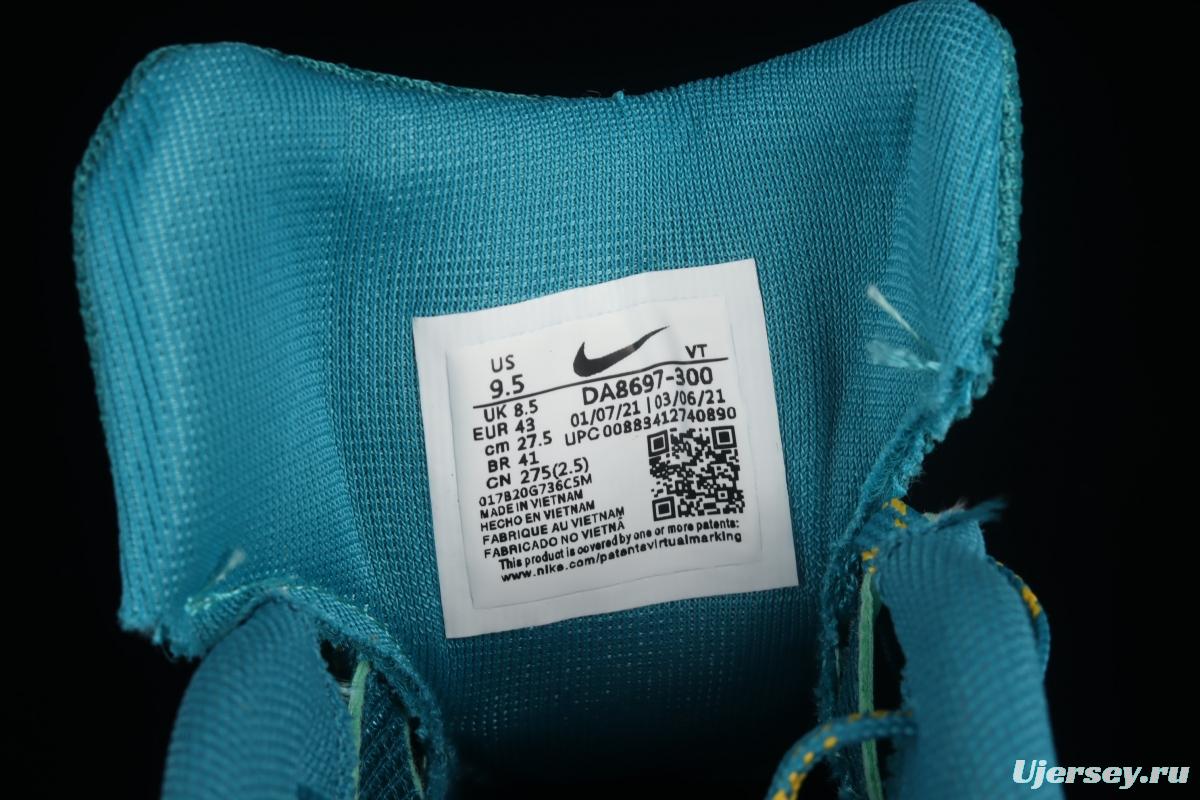 US
VT
9.5
DA8697-300
UK 8.5
01/07/21 | 03/06/21
EUR 43
UPC 00883412740890
cm 27.5
BR 41
CN 275(2.5)
017B20G736C5M
MADE IN VIETNAM
HECHO EN VIETNAM
FABRIQUE AU VIETNAM
FABRICADO NO VIETNÃ
This product is covered by one or more patents:
www.nike.com/patentsvirtualmarking
Ujersey.ru